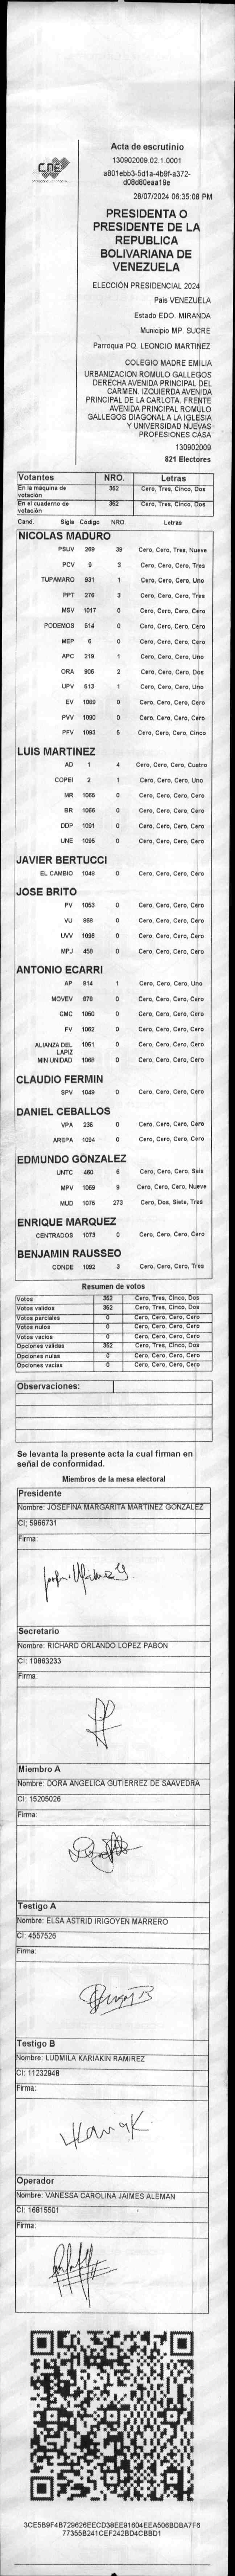 CNE
Acta de escrutinio
130902009.02.1.0001
a801ebb3-5d1a-4b9f-a372-
d08d80eaa19e
28/07/2024 06:35:08 PM
PRESIDENTA O
PRESIDENTE DE LA
REPUBLICA
BOLIVARIANA DE
VENEZUELA
ELECCIÓN PRESIDENCIAL 2024
Pais VENEZUELA
Estado EDO. MIRANDA
Municipio MP. SUCRE
Parroquia PQ. LEONCIO MARTINEZ
COLEGIO MADRE EMILIA
URBANIZACION ROMULO GALLEGOS
DERECHA AVENIDA PRINCIPAL DEL
CARMEN. IZQUIERDA AVENIDA
PRINCIPAL DE LA CARLOTA. FRENTE
AVENIDA PRINCIPAL ROMULO
GALLEGOS DIAGONAL A LA IGLESIA
Y UNIVERSIDAD NUEVAS
PROFESIONES CASA
130902009
821 Electores
Votantes NRO. Letras
En la máquina de votación 352 Cero, Tres, Cinco, Dos
En el cuaderno de votación 352 Cero, Tres, Cinco, Dos
Cand. Sigla Código NRO. Letras
NICOLAS MADURO
PSUV 269 39 Cero, Cero, Tres, Nueve
PCV 9 3 Cero, Cero, Cero, Tres
TUPAMARO 931 1 Cero, Cero, Cero, Uno
PPT 276 3 Cero, Cero, Cero, Tres
MSV 1017 0 Cero, Cero, Cero, Cero
PODEMOS 514 0 Cero, Cero, Cero, Cero
MEP 6 0 Cero, Cero, Cero, Cero
APC 219 1 Cero, Cero, Cero, Uno
ORA 906 2 Cero, Cero, Cero, Dos
UPV 513 1 Cero, Cero, Cero, Uno
EV 1089 0 Cero, Cero, Cero, Cero
PVV 1090 0 Cero, Cero, Cero, Cero
PFV 1093 5 Cero, Cero, Cero, Cinco
LUIS MARTINEZ
AD 1 4 Cero, Cero, Cero, Cuatro
COPEI 2 1 Cero, Cero, Cero, Uno
MR 1065 0 Cero, Cero, Cero, Cero
BR 1066 0 Cero, Cero, Cero, Cero
DDP 1091 0 Cero, Cero, Cero, Cero
UNE 1095 0 Cero, Cero, Cero, Cero
JAVIER BERTUCCI
EL CAMBIO 1048 0 Cero, Cero, Cero, Cero
JOSE BRITO
PV 1053 0 Cero, Cero, Cero, Cero
VU 868 0 Cero, Cero, Cero, Cero
UVV 1096 0 Cero, Cero, Cero, Cero
MPJ 458 0 Cero, Cero, Cero, Cero
ANTONIO ECARRI
AP 814 1 Cero, Cero, Cero, Uno
MOVEV 878 0 Cero, Cero, Cero, Cero
CMC 1050 0 Cero, Cero, Cero, Cero
FV 1062 0 Cero, Cero, Cero, Cero
ALIANZA DEL LAPIZ 1051 0 Cero, Cero, Cero, Cero
MIN UNIDAD 1068 0 Cero, Cero, Cero, Cero
CLAUDIO FERMIN
SPV 1049 0 Cero, Cero, Cero, Cero
DANIEL CEBALLOS
VPA 236 0 Cero, Cero, Cero, Cero
AREPA 1094 0 Cero, Cero, Cero, Cero
EDMUNDO GONZALEZ
UNTC 460 6 Cero, Cero, Cero, Seis
MPV 1069 9 Cero, Cero, Cero, Nueve
MUD 1075 273 Cero, Dos, Siete, Tres
ENRIQUE MARQUEZ
CENTRADOS 1073 0 Cero, Cero, Cero, Cero
BENJAMIN RAUSSEO
CONDE 1092 3 Cero, Cero, Cero, Tres
Resumen de votos
Votos 352 Cero, Tres, Cinco, Dos
Votos validos 352 Cero, Tres, Cinco, Dos
Votos parciales 0 Cero, Cero, Cero, Cero
Votos nulos 0 Cero, Cero, Cero, Cero
Votos vacios 0 Cero, Cero, Cero, Cero
Opciones validas 352 Cero, Tres, Cinco, Dos
Opciones nulas 0 Cero, Cero, Cero, Cero
Opciones vacias 0 Cero, Cero, Cero, Cero
Observaciones:
Se levanta la presente acta la cual firman en
señal de conformidad.
Miembros de la mesa electoral
Presidente
Nombre: JOSEFINA MARGARITA MARTINEZ GONZALEZ
CI: 5966731
Firma:
Secretario
Nombre: RICHARD ORLANDO LOPEZ PABON
CI: 10863233
Firma:
Miembro A
Nombre: DORA ANGELICA GUTIERREZ DE SAAVEDRA
CI: 15205026
Firma:
Testigo A
Nombre: ELSA ASTRID IRIGOYEN MARRERO
CI: 4557526
Firma:
Testigo B
Nombre: LUDMILA KARIAKIN RAMIREZ
CI: 11232948
Firma:
Operador
Nombre: VANESSA CAROLINA JAIMES ALEMAN
CI: 16615501
Firma:
3CE5B9F4B729626EECD38EE91604EEA506BDBA7F6
77355B241CEF242BD4CBBD1